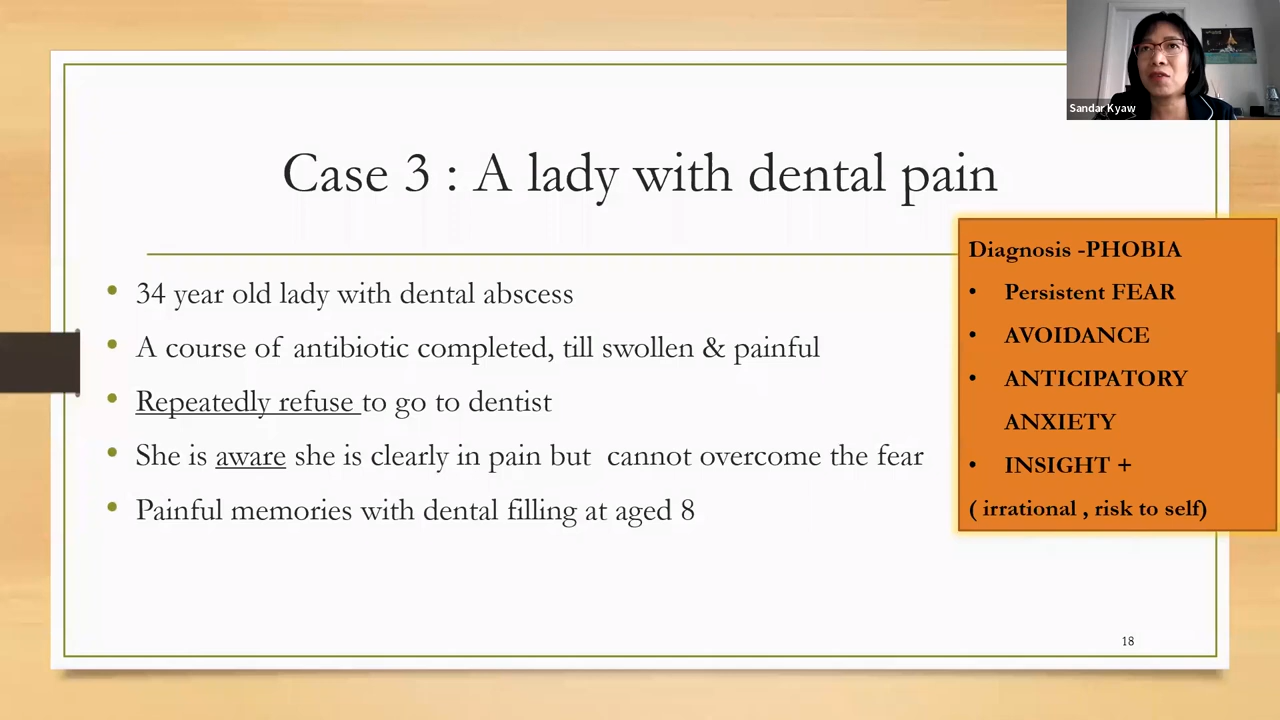 Sandar Kyaw
Case 3 : A lady with dental pain
• 34 year old lady with dental abscess
• A course of antibiotic completed, till swollen & painful
• Repeatedly refuse to go to dentist
• She is aware she is clearly in pain but cannot overcome the fear
• Painful memories with dental filling at aged 8
Diagnosis -PHOBIA
• Persistent FEAR
• AVOIDANCE
• ANTICIPATORY
ANXIETY
• INSIGHT +
( irrational , risk to self)
18